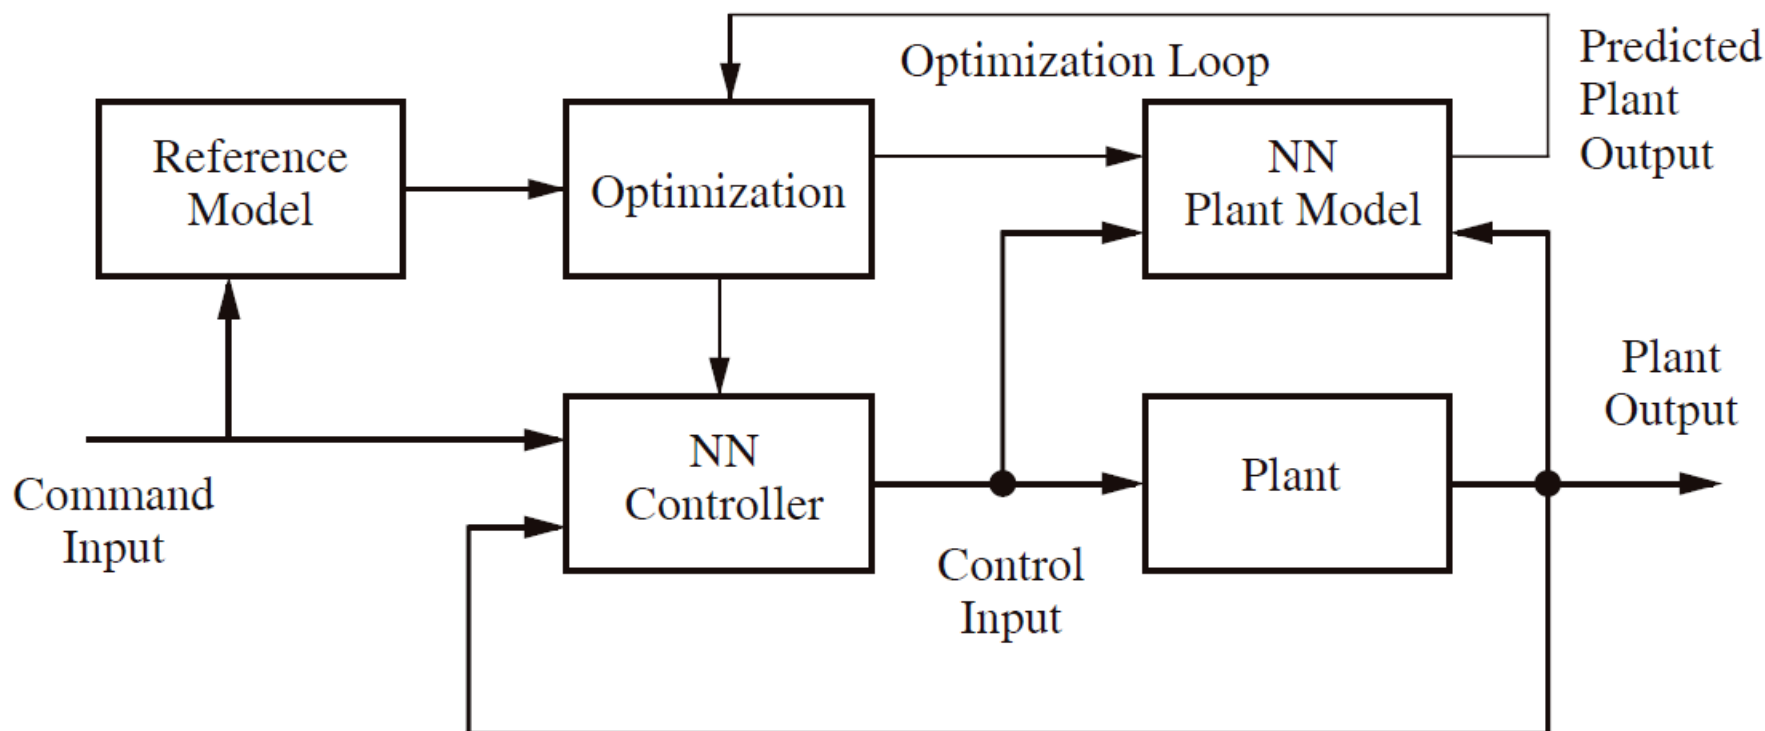 Optimization Loop
Predicted
Plant
Output
Reference
Model
Optimization
NN
Plant Model
Command
Input
NN
Controller
Control
Input
Plant
Plant
Output